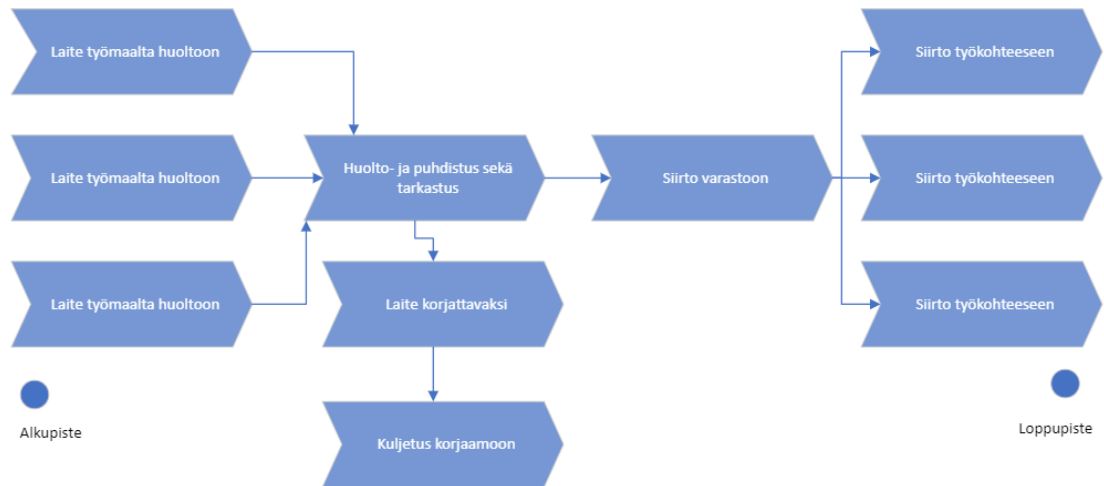 Laite työmaalta huoltoon
Siirto työkohteeseen
Laite työmaalta huoltoon
Huolto- ja puhdistus sekä
tarkastus
Siirto varastoon
Siirto työkohteeseen
Laite työmaalta huoltoon
Laite korjattavaksi
Siirto työkohteeseen
Alkupiste
Kuljetus korjaamoon
Loppupiste